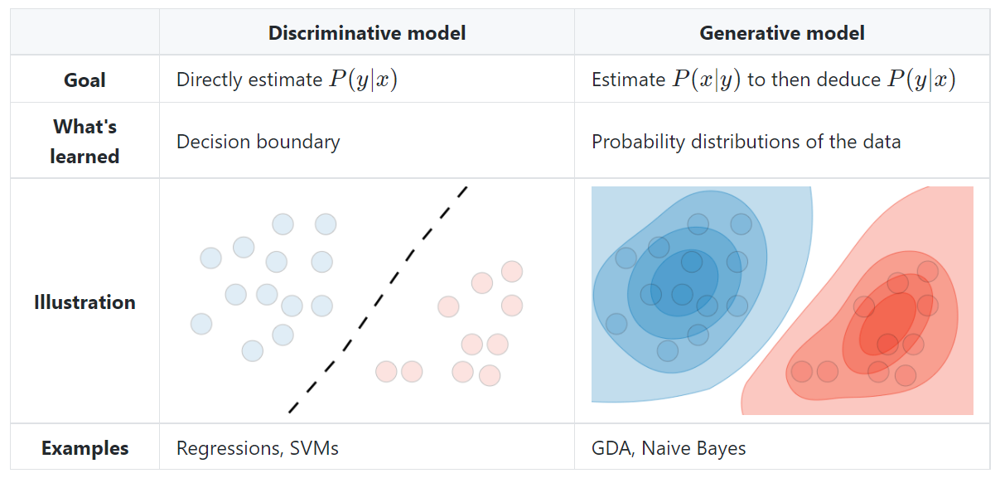 Discriminative model Generative model
Goal Directly estimate P(y|x) Estimate P(x|y) to then deduce P(y|x)
What's
learned
Decision boundary Probability distributions of the data
Illustration
Examples Regressions, SVMs GDA, Naive Bayes